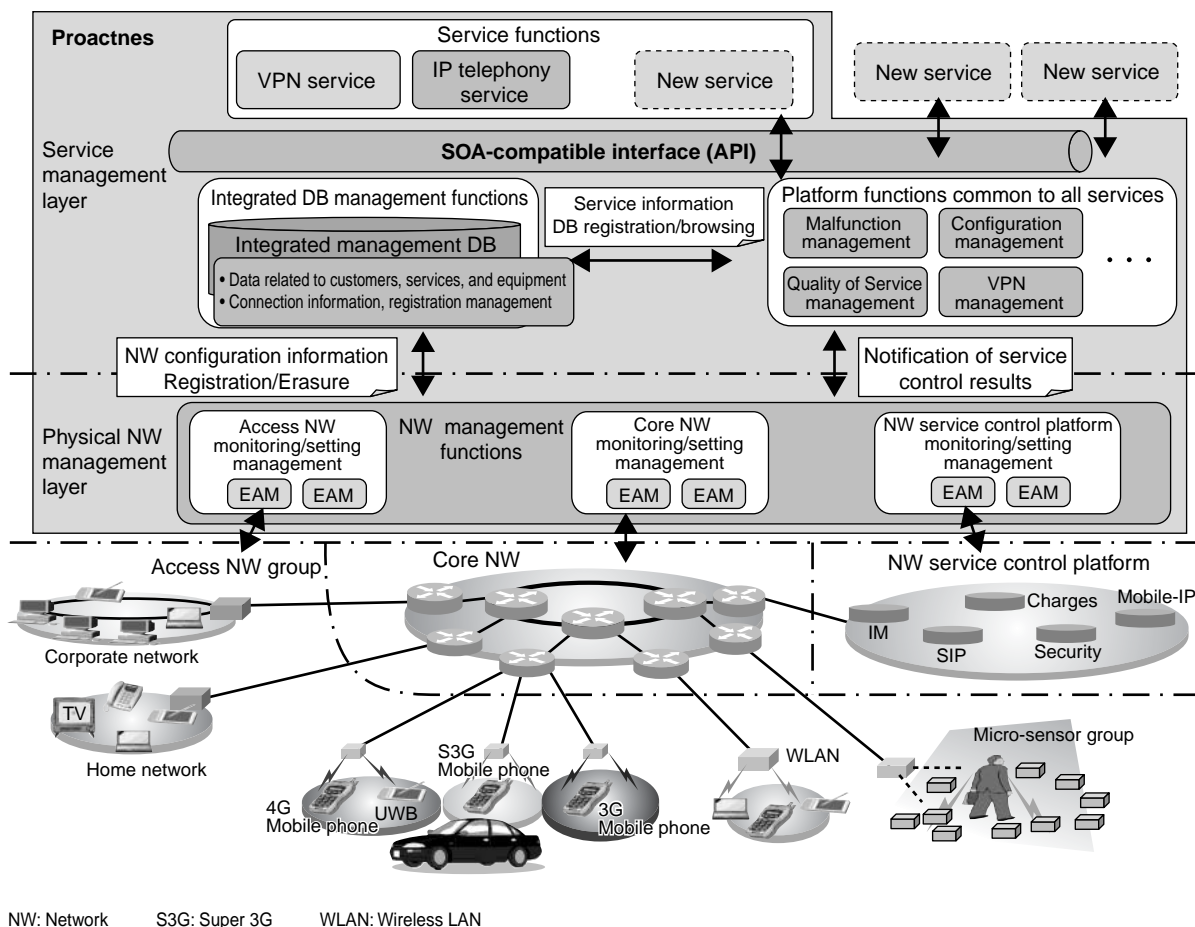 Proactnes
Service functions
VPN service
IP telephony
service
New service
New service
New service
Service
management
layer
SOA-compatible interface (API)
Integrated DB management functions
Integrated management DB
• Data related to customers, services, and equipment
• Connection information, registration management
Service information
DB registration/browsing
Platform functions common to all services
Malfunction
management
Configuration
management
Quality of Service
management
VPN
management
· · ·
NW configuration information
Registration/Erasure
Notification of service
control results
Physical NW
management
layer
Access NW
monitoring/setting
management
EAM
EAM
NW management
functions
Core NW
monitoring/setting
management
EAM
EAM
NW service control platform
monitoring/setting
management
EAM
EAM
Access NW group
Core NW
NW service control platform
Corporate network
IM
Charges
Mobile-IP
SIP
Security
TV
Home network
4G
Mobile phone
UWB
S3G
Mobile phone
3G
Mobile phone
WLAN
Micro-sensor group
NW: Network
S3G: Super 3G
WLAN: Wireless LAN